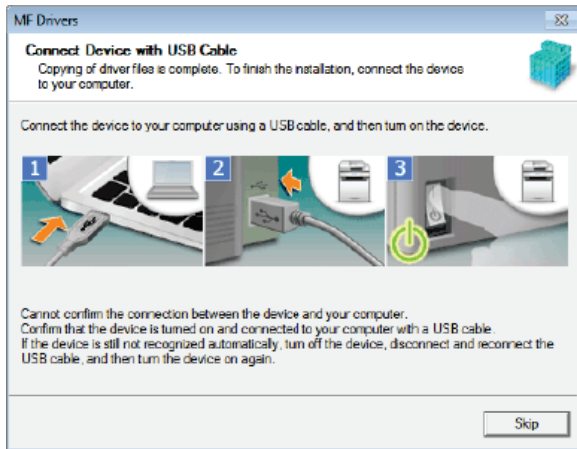 MF Drivers
Connect Device with USB Cable
Copying of driver files is complete. To finish the installation, connect the device
to your computer.
Connect the device to your computer using a USB cable, and then turn on the device.
1
2
3
Cannot confirm the connection between the device and your computer.
Confirm that the device is turned on and connected to your computer with a USB cable.
If the device is still not recognized automatically, turn off the device, disconnect and reconnect the
USB cable, and then turn the device on again.
Skip